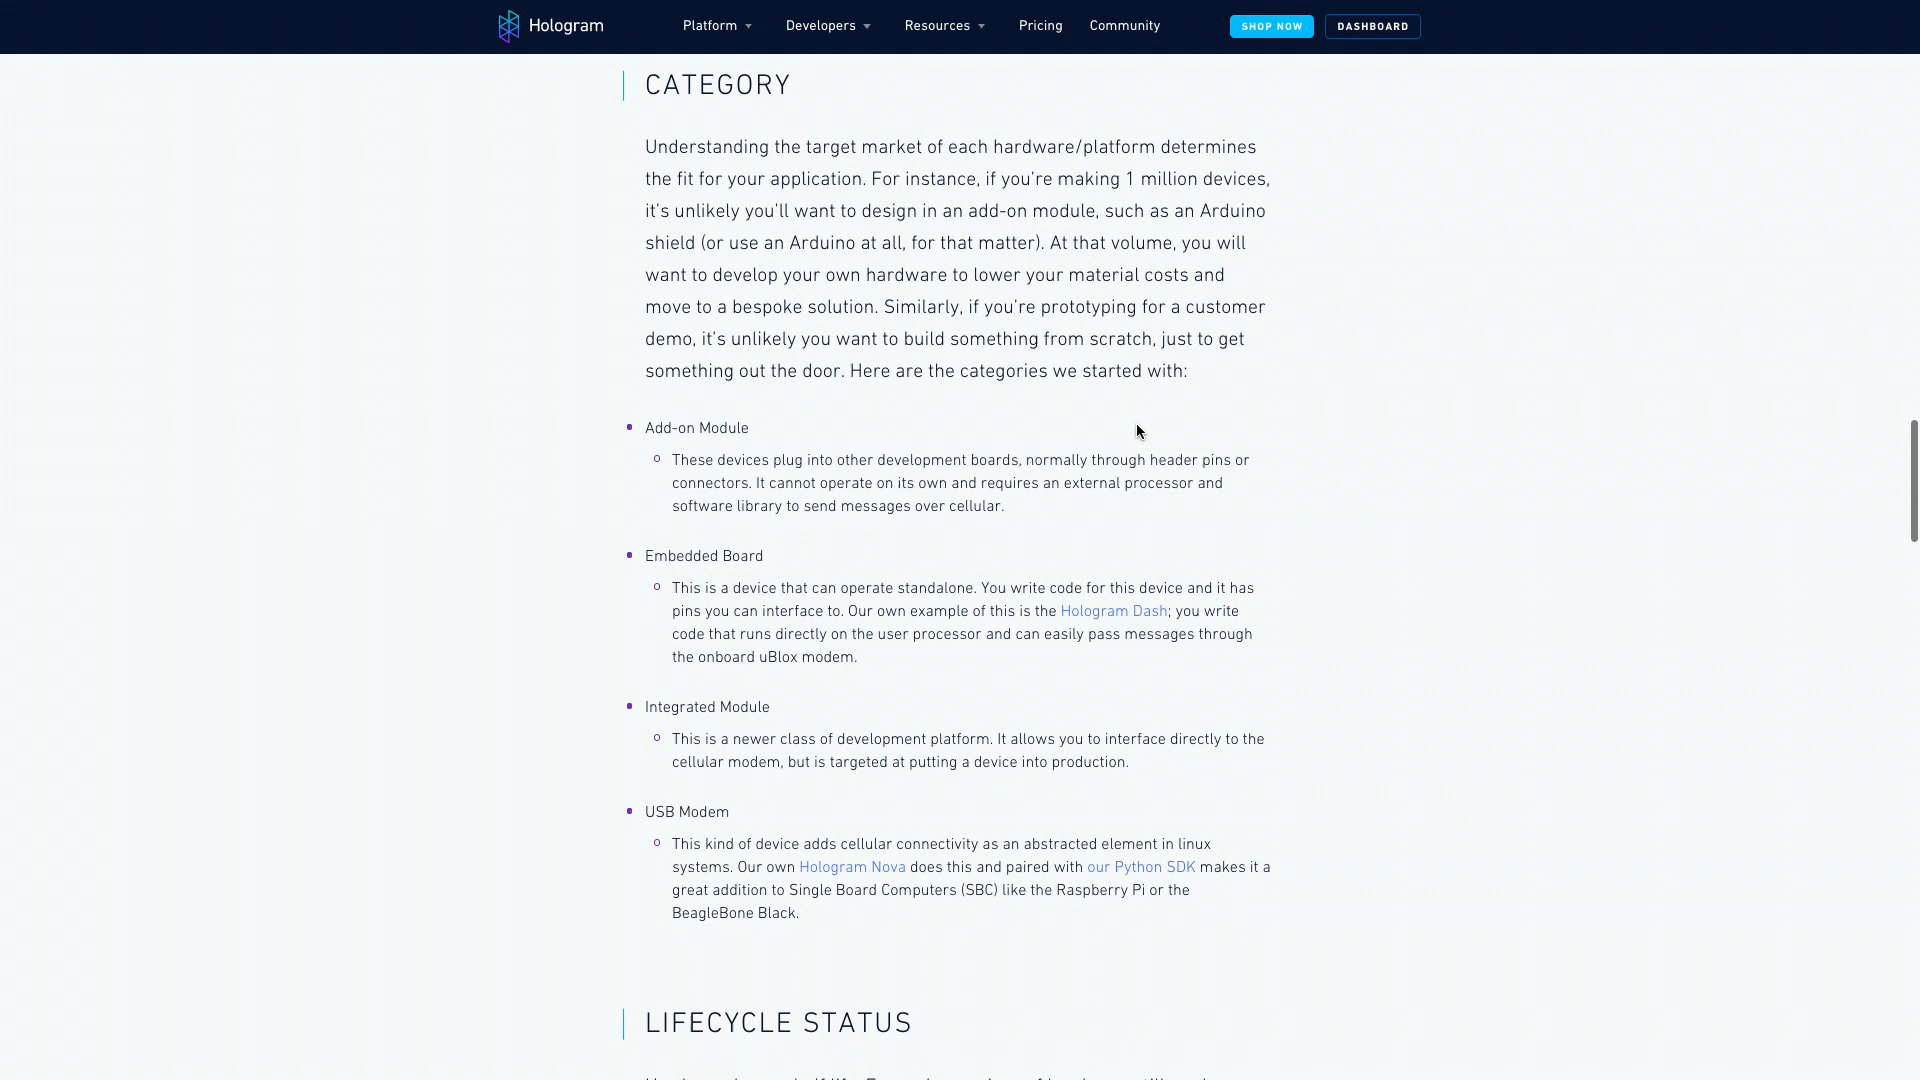 Hologram
Platform
Developers
Resources
Pricing
Community
SHOP NOW
DASHBOARD
CATEGORY
Understanding the target market of each hardware/platform determines
the fit for your application. For instance, if you’re making 1 million devices,
it’s unlikely you’ll want to design in an add-on module, such as an Arduino
shield (or use an Arduino at all, for that matter). At that volume, you will
want to develop your own hardware to lower your material costs and
move to a bespoke solution. Similarly, if you’re prototyping for a customer
demo, it’s unlikely you want to build something from scratch, just to get
something out the door. Here are the categories we started with:
Add-on Module
These devices plug into other development boards, normally through header pins or
connectors. It cannot operate on its own and requires an external processor and
software library to send messages over cellular.
Embedded Board
This is a device that can operate standalone. You write code for this device and it has
pins you can interface to. Our own example of this is the Hologram Dash; you write
code that runs directly on the user processor and can easily pass messages through
the onboard uBlox modem.
Integrated Module
This is a newer class of development platform. It allows you to interface directly to the
cellular modem, but is targeted at putting a device into production.
USB Modem
This kind of device adds cellular connectivity as an abstracted element in linux
systems. Our own Hologram Nova does this and paired with our Python SDK makes it a
great addition to Single Board Computers (SBC) like the Raspberry Pi or the
BeagleBone Black.
LIFECYCLE STATUS